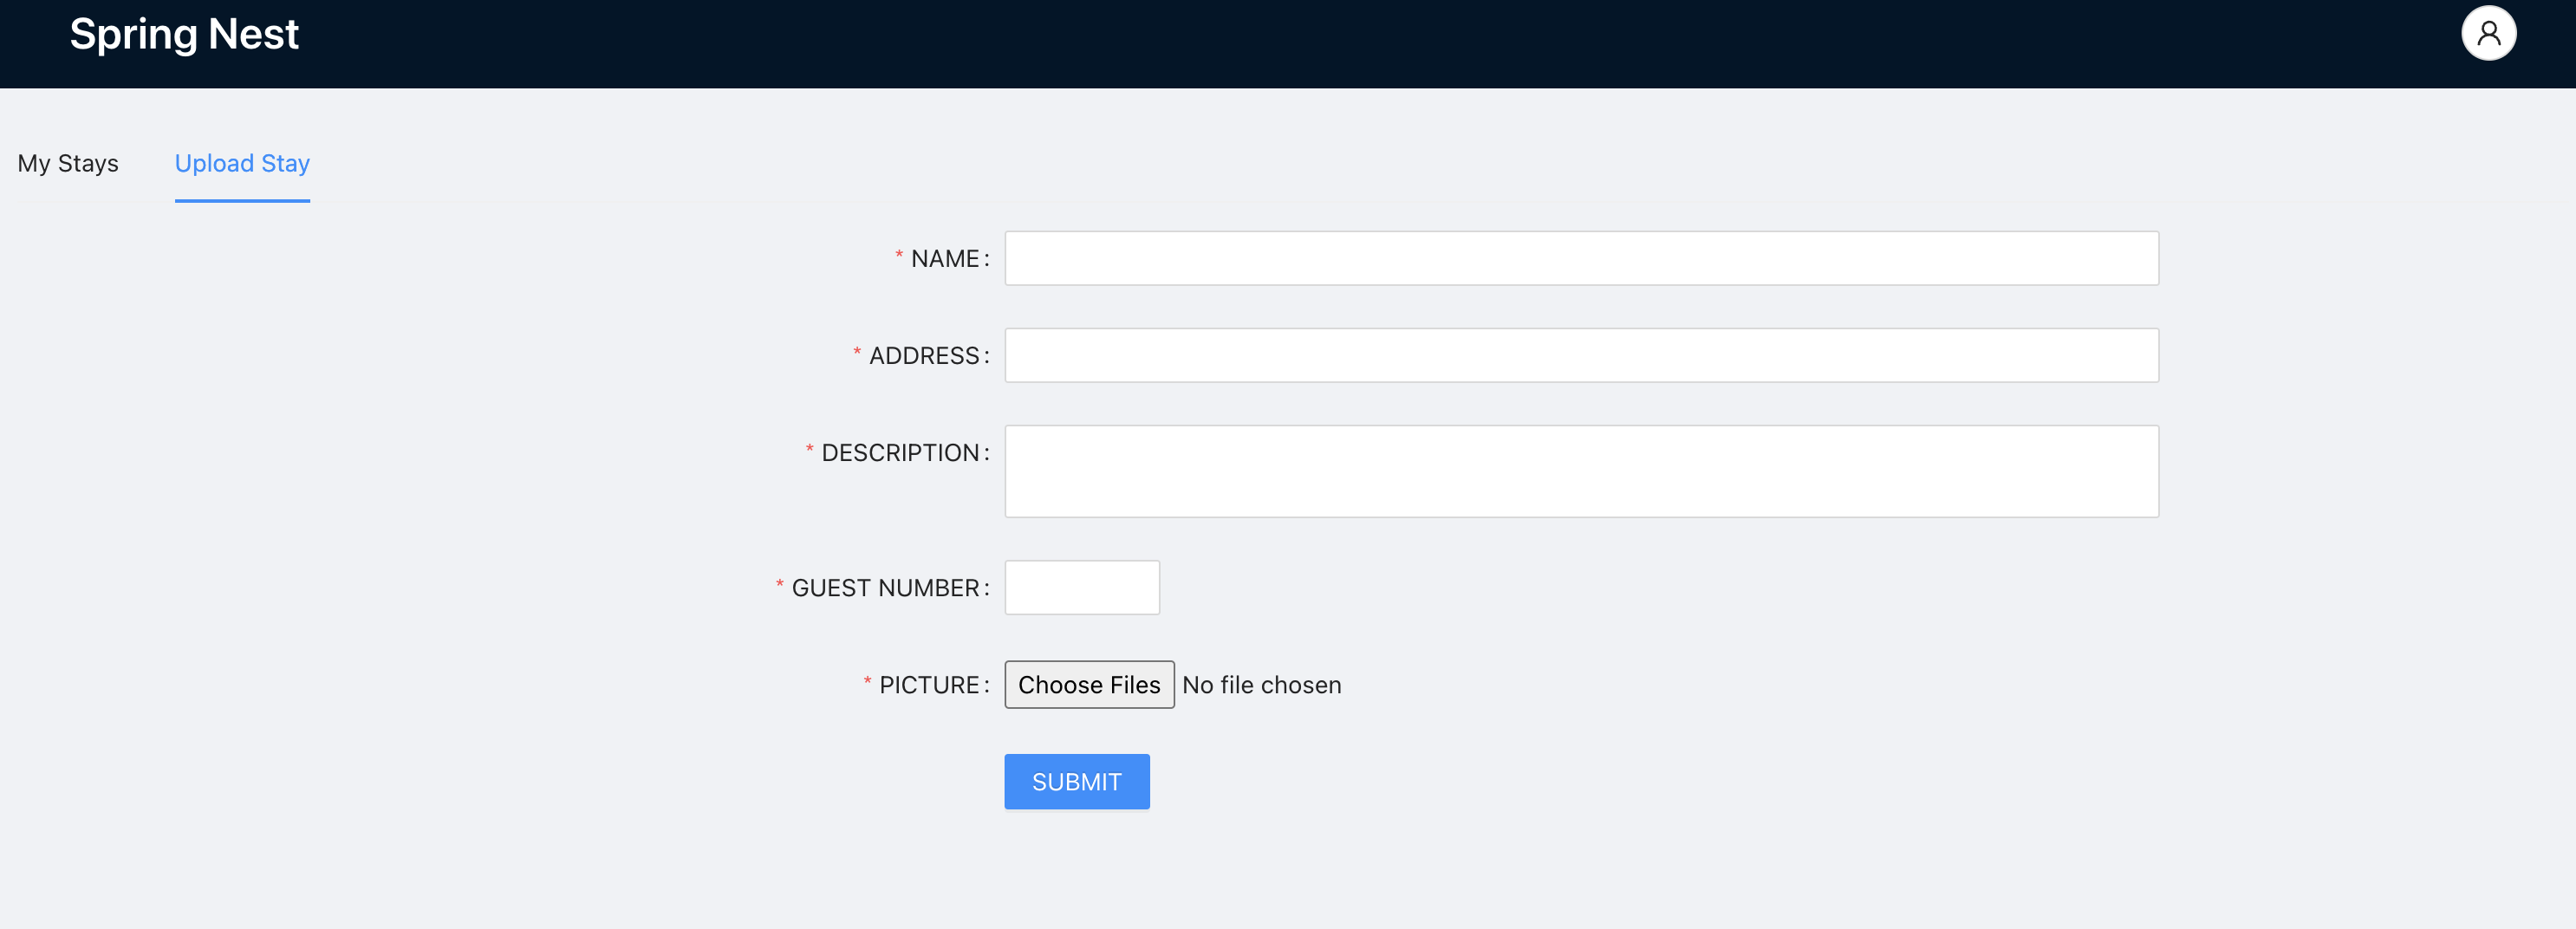 Spring Nest
My Stays Upload Stay
* NAME:
* ADDRESS:
* DESCRIPTION:
* GUEST NUMBER:
* PICTURE: Choose Files No file chosen
SUBMIT